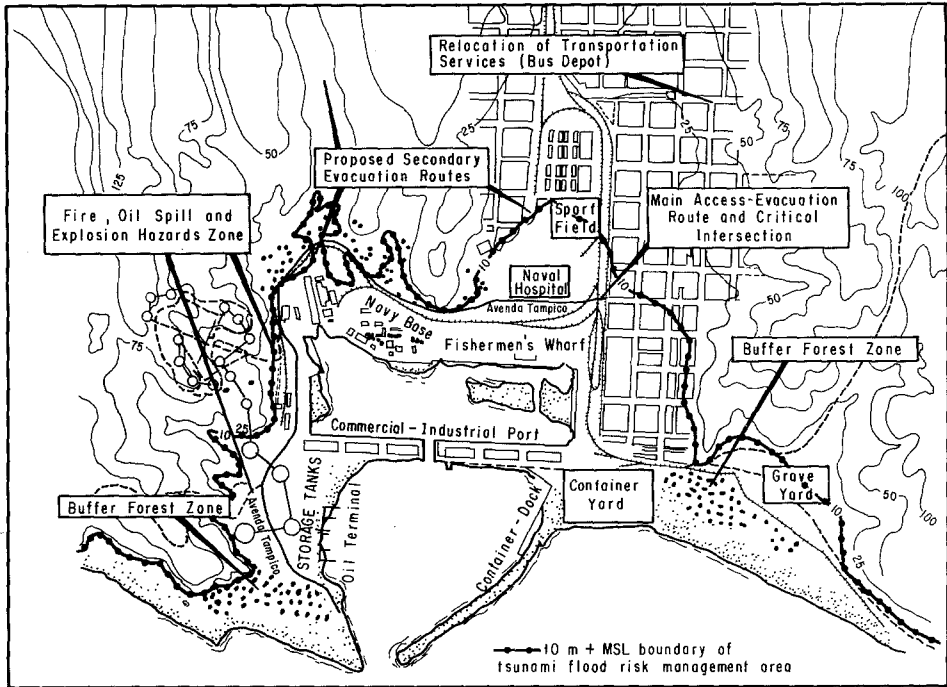 Relocation of Transportation
Services (Bus Depot)
75
50
25
25
50
75
100
125
Proposed Secondary
Evacuation Routes
Fire, Oil Spill and
Explosion Hazards Zone
Sport
Field
Main Access-Evacuation
Route and Critical
Intersection
10
10
Naval
Hospital
Avenda Tampico
Navy Base
Fishermen's Wharf
Buffer Forest Zone
75
50
10
25
Commercial-Industrial Port
Container
Yard
Grave
Yard
10
50
100
25
Buffer Forest Zone
Avenda Tampico
STORAGE TANKS
Oil Terminal
Container-Dock
10 m + MSL boundary of
tsunami flood risk management area